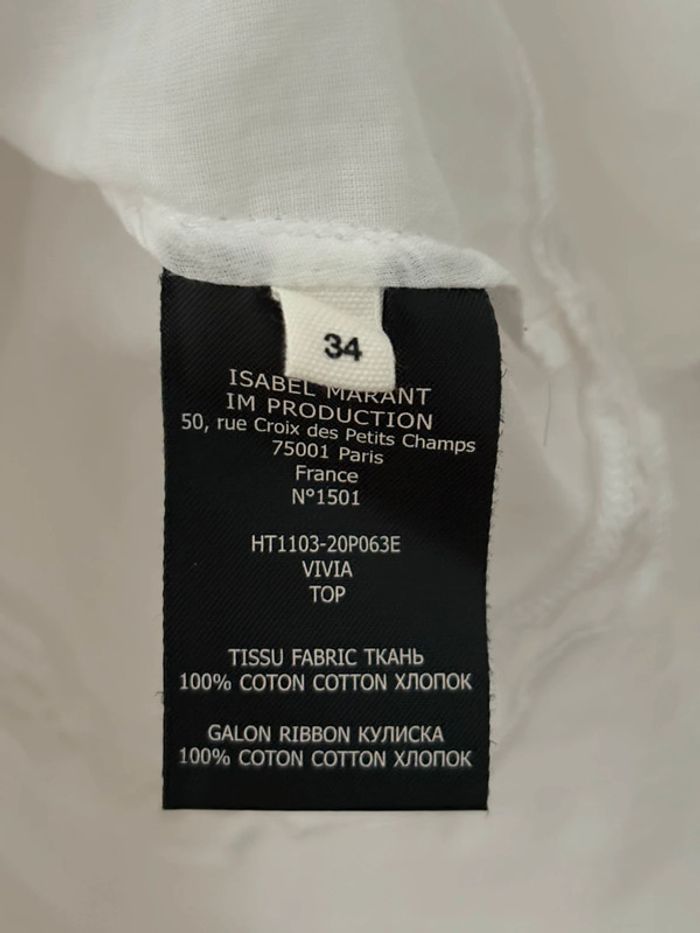 34
ISABEL MARANT
IM PRODUCTION
50, rue Croix des Petits Champs
75001 Paris
France
N°1501
HT1103-20P063E
VIVIA
TOP
TISSU FABRIC ТКАНЬ
100% COTON COTTON ХЛОПОК
GALON RIBBON КУЛИСКА
100% COTON COTTON ХЛОПОК